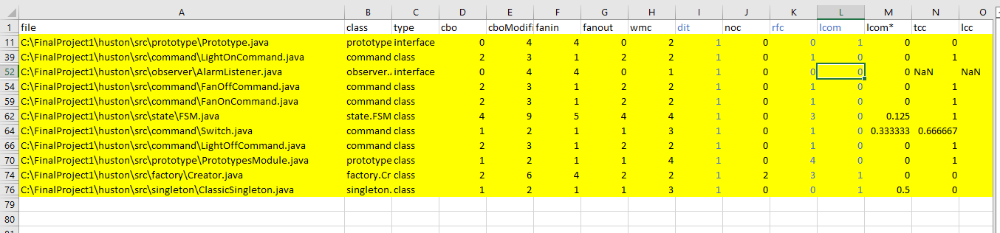 A B C D E F G H I J K L M N O
1 file class type cbo cboModifi fanin fanout wmc dit noc rfc lcom lcom* tcc lcc
11 C:\FinalProject1\huston\src\prototype\Prototype.java prototype interface 0 4 4 0 2 1 0 0 1 0 0 0
39 C:\FinalProject1\huston\src\command\LightOnCommand.java command class 2 3 1 2 2 1 0 1 0 0 0 1
52 C:\FinalProject1\huston\src\observer\AlarmListener.java observer. interface 0 4 4 0 1 1 0 0 0 0 NaN NaN
54 C:\FinalProject1\huston\src\command\FanOffCommand.java command class 2 3 1 2 2 1 0 1 0 0 0 1
59 C:\FinalProject1\huston\src\command\FanOnCommand.java command class 2 3 1 2 2 1 0 1 0 0 0 1
62 C:\FinalProject1\huston\src\state\FSM.java state.FSM class 4 9 5 4 4 1 0 3 0 0.125 1
64 C:\FinalProject1\huston\src\command\Switch.java command class 1 2 1 1 3 1 0 1 0 0.333333 0.666667
66 C:\FinalProject1\huston\src\command\LightOffCommand.java command class 2 3 1 2 2 1 0 1 0 0 0 1
70 C:\FinalProject1\huston\src\prototype\PrototypesModule.java prototype class 1 2 1 1 4 1 0 4 0 0 0 1
74 C:\FinalProject1\huston\src\factory\Creator.java factory.Cr class 2 6 4 2 2 1 2 3 1 0 0
76 C:\FinalProject1\huston\src\singleton\ClassicSingleton.java singleton. class 1 2 1 1 3 1 0 0 1 0.5 0
79
80